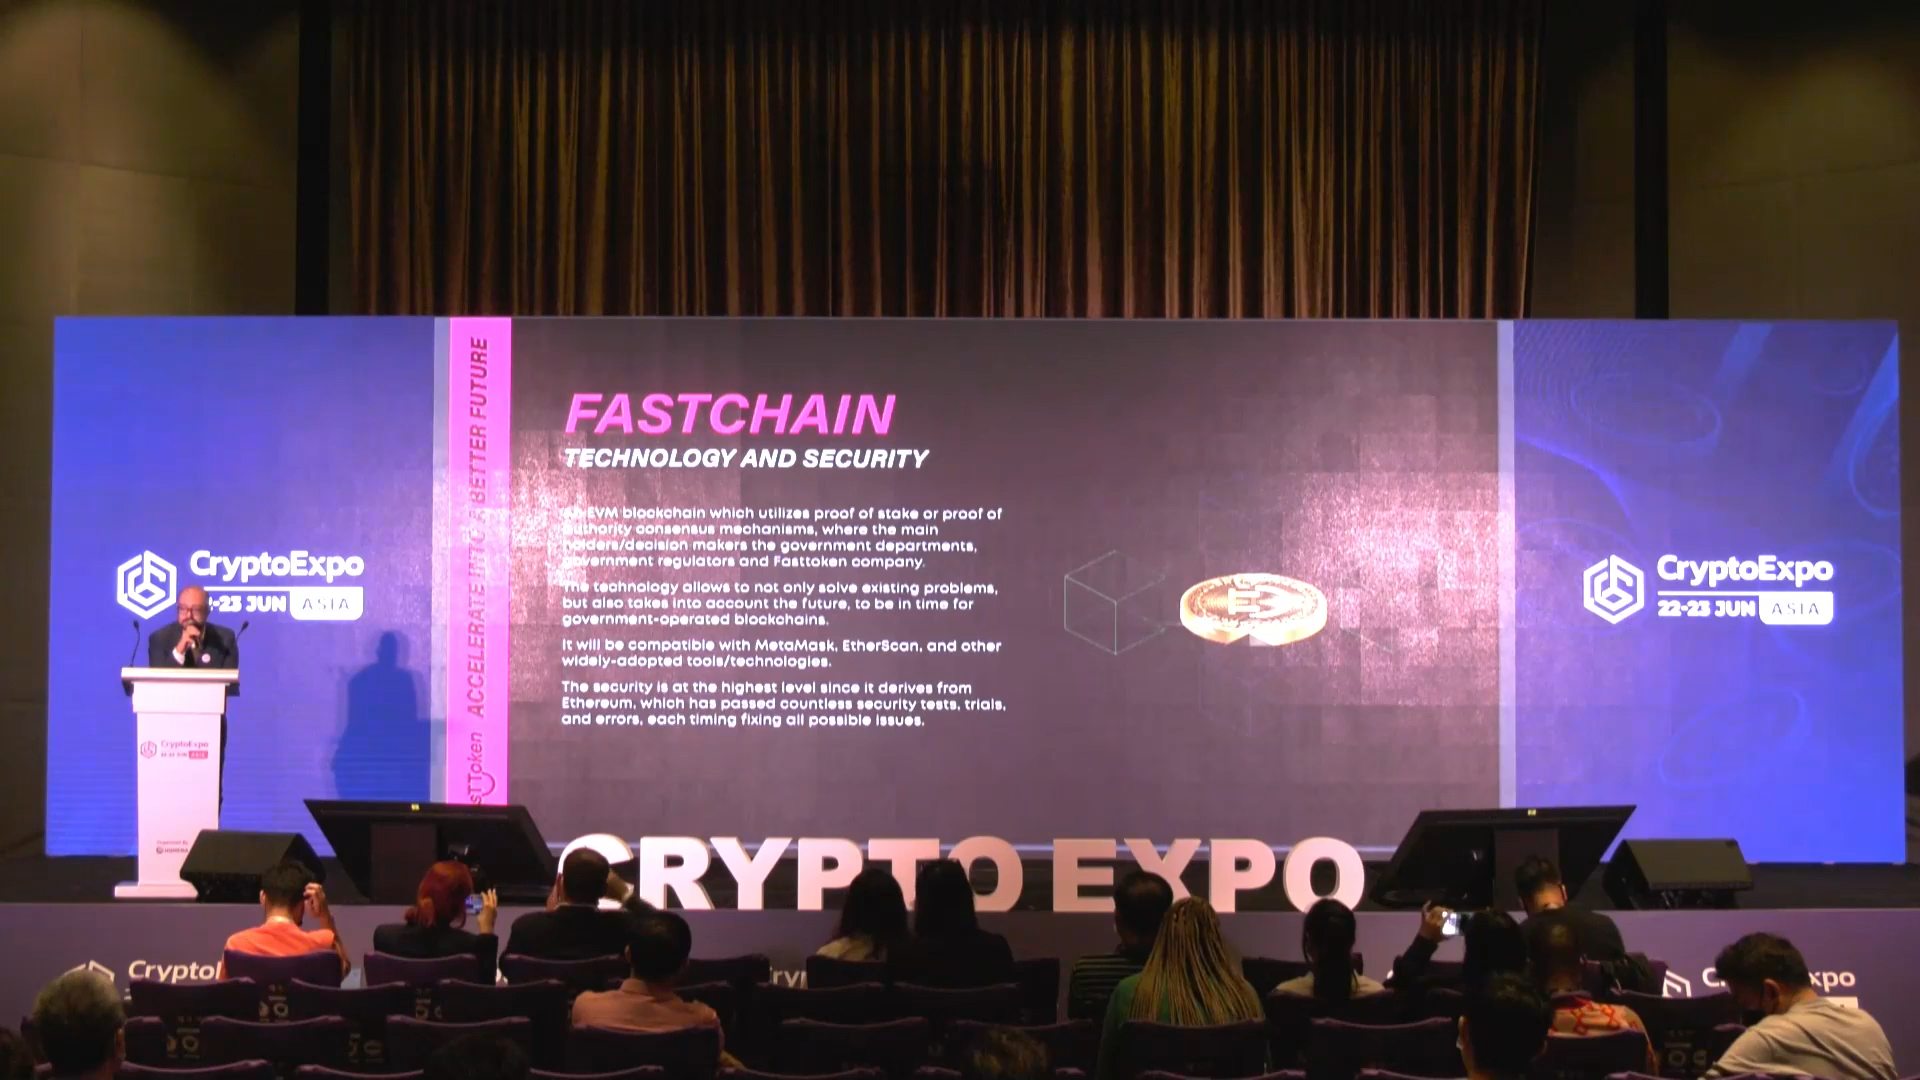 ACCELERATE INTO A BETTER FUTURE
FASTCHAIN
TECHNOLOGY AND SECURITY
An EVM blockchain which utilizes proof of stake or proof of
authority consensus mechanisms, where the main
holders/decision makers the government departments,
government regulators and Fasttoken company.
The technology allows to not only solve existing problems,
but also takes into account the future, to be in time for
government-operated blockchains.
It will be compatible with MetaMask, EtherScan, and other
widely-adopted tools/technologies.
The security is at the highest level since it derives from
Ethereum, which has passed countless security tests, trials,
and errors, each timing fixing all possible issues.
CryptoExpo
-23 JUN ASIA
CryptoExpo
22-23 JUN ASIA
CryptoExpo
CRYPTO EXPO